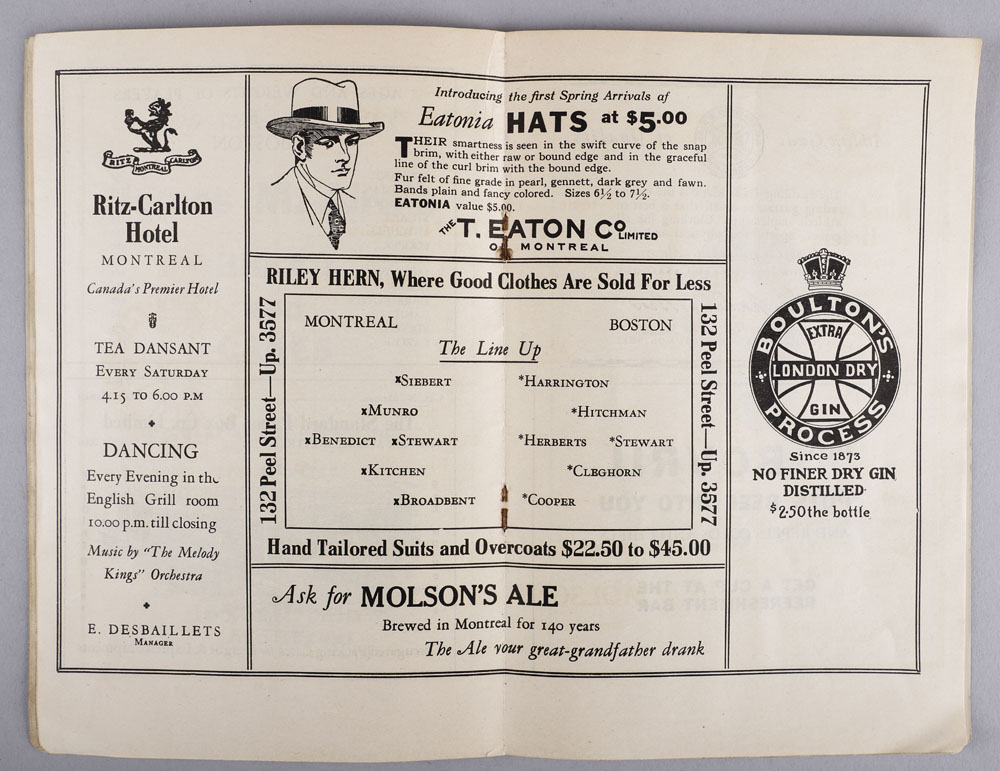 RITZ MONTREAL CARLTON
Ritz-Carlton
Hotel
MONTREAL
Canada's Premier Hotel
TEA DANSANT
EVERY SATURDAY
4.15 TO 6.00 P.M
DANCING
Every Evening in the
English Grill room
10.00 p.m. till closing
Music by "The Melody
Kings" Orchestra
E. DESBAILLETS
MANAGER
Introducing the first Spring Arrivals of
Eatonia HATS at $5.00
THEIR smartness is seen in the swift curve of the snap
brim, with either raw or bound edge and in the graceful
line of the curl brim with the bound edge.
Fur felt of fine grade in pearl, gennett, dark grey and fawn.
Bands plain and fancy colored. Sizes 6½ to 7½.
EATONIA value $5.00.
THE T. EATON Co LIMITED
OF MONTREAL
RILEY HERN, Where Good Clothes Are Sold For Less
132 Peel Street—Up. 3577
MONTREAL BOSTON
The Line Up
xSIEBERT *HARRINGTON
xMUNRO *HITCHMAN
xBENEDICT xSTEWART *HERBERTS *STEWART
xKITCHEN *CLEGHORN
xBROADBENT *COOPER
132 Peel Street—Up. 3577
Hand Tailored Suits and Overcoats $22.50 to $45.00
Ask for MOLSON'S ALE
Brewed in Montreal for 140 years
The Ale your great-grandfather drank
BOULTON'S
EXTRA
LONDON DRY
GIN
PROCESS
Since 1873
NO FINER DRY GIN
DISTILLED
$2.50 the bottle